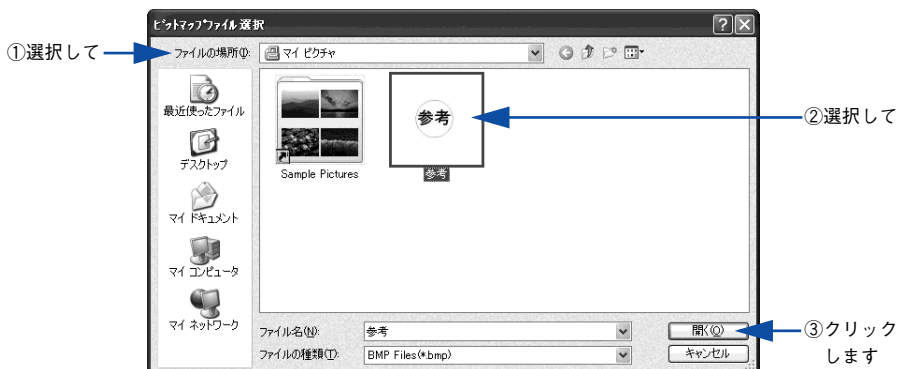 ビットマップファイル選択
①選択して
ファイルの場所(I):
マイ ピクチャ
最近使ったファイル
デスクトップ
マイ ドキュメント
マイ コンピュータ
マイ ネットワーク
Sample Pictures
参考
参考
②選択して
ファイル名(N):
参考
開く(O)
③クリック
します
ファイルの種類(T):
BMP Files(*.bmp)
キャンセル